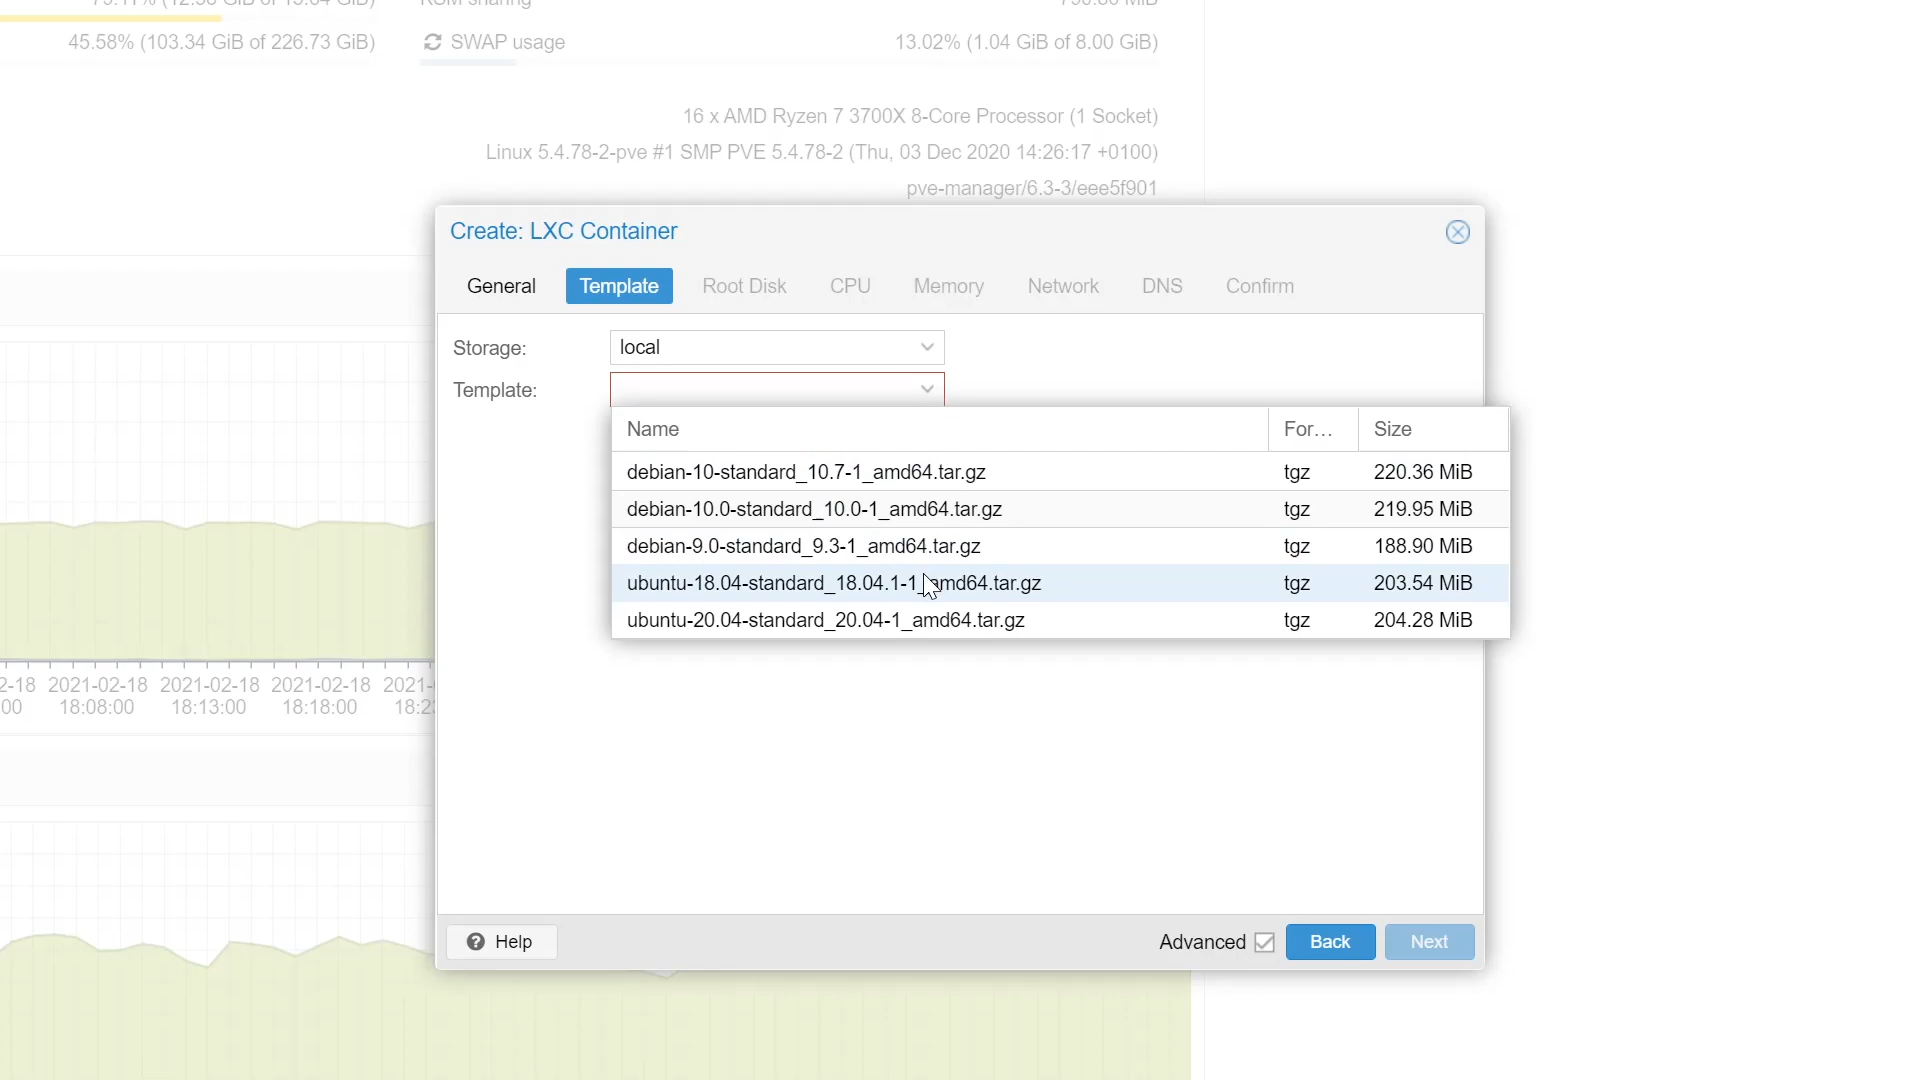 45.58% (103.34 GiB of 226.73 GiB)
SWAP usage
13.02% (1.04 GiB of 8.00 GiB)
16 x AMD Ryzen 7 3700X 8-Core Processor (1 Socket)
Linux 5.4.78-2-pve #1 SMP PVE 5.4.78-2 (Thu, 03 Dec 2020 14:26:17 +0100)
pve-manager/6.3-3/eee5f901
Create: LXC Container
General Template Root Disk CPU Memory Network DNS Confirm
Storage: local
Template:
Name For... Size
debian-10-standard_10.7-1_amd64.tar.gz tgz 220.36 MiB
debian-10.0-standard_10.0-1_amd64.tar.gz tgz 219.95 MiB
debian-9.0-standard_9.3-1_amd64.tar.gz tgz 188.90 MiB
ubuntu-18.04-standard_18.04.1-1_amd64.tar.gz tgz 203.54 MiB
ubuntu-20.04-standard_20.04-1_amd64.tar.gz tgz 204.28 MiB
2-18 2021-02-18 2021-02-18 2021-02-18 2021-
00 18:08:00 18:13:00 18:18:00 18:2
Help
Advanced Back Next